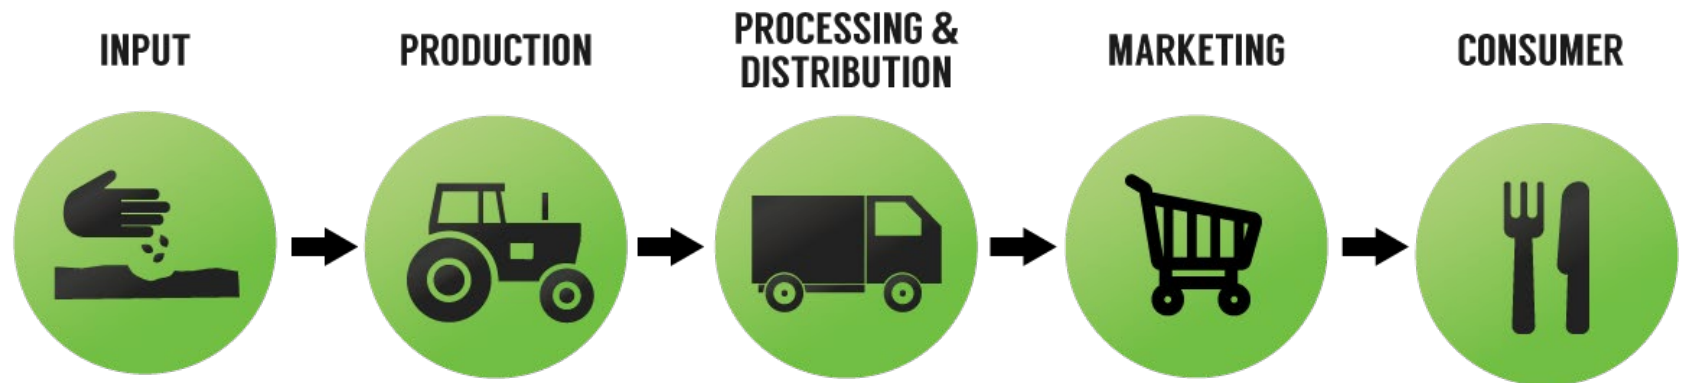 INPUT
PRODUCTION
PROCESSING &
DISTRIBUTION
MARKETING
CONSUMER